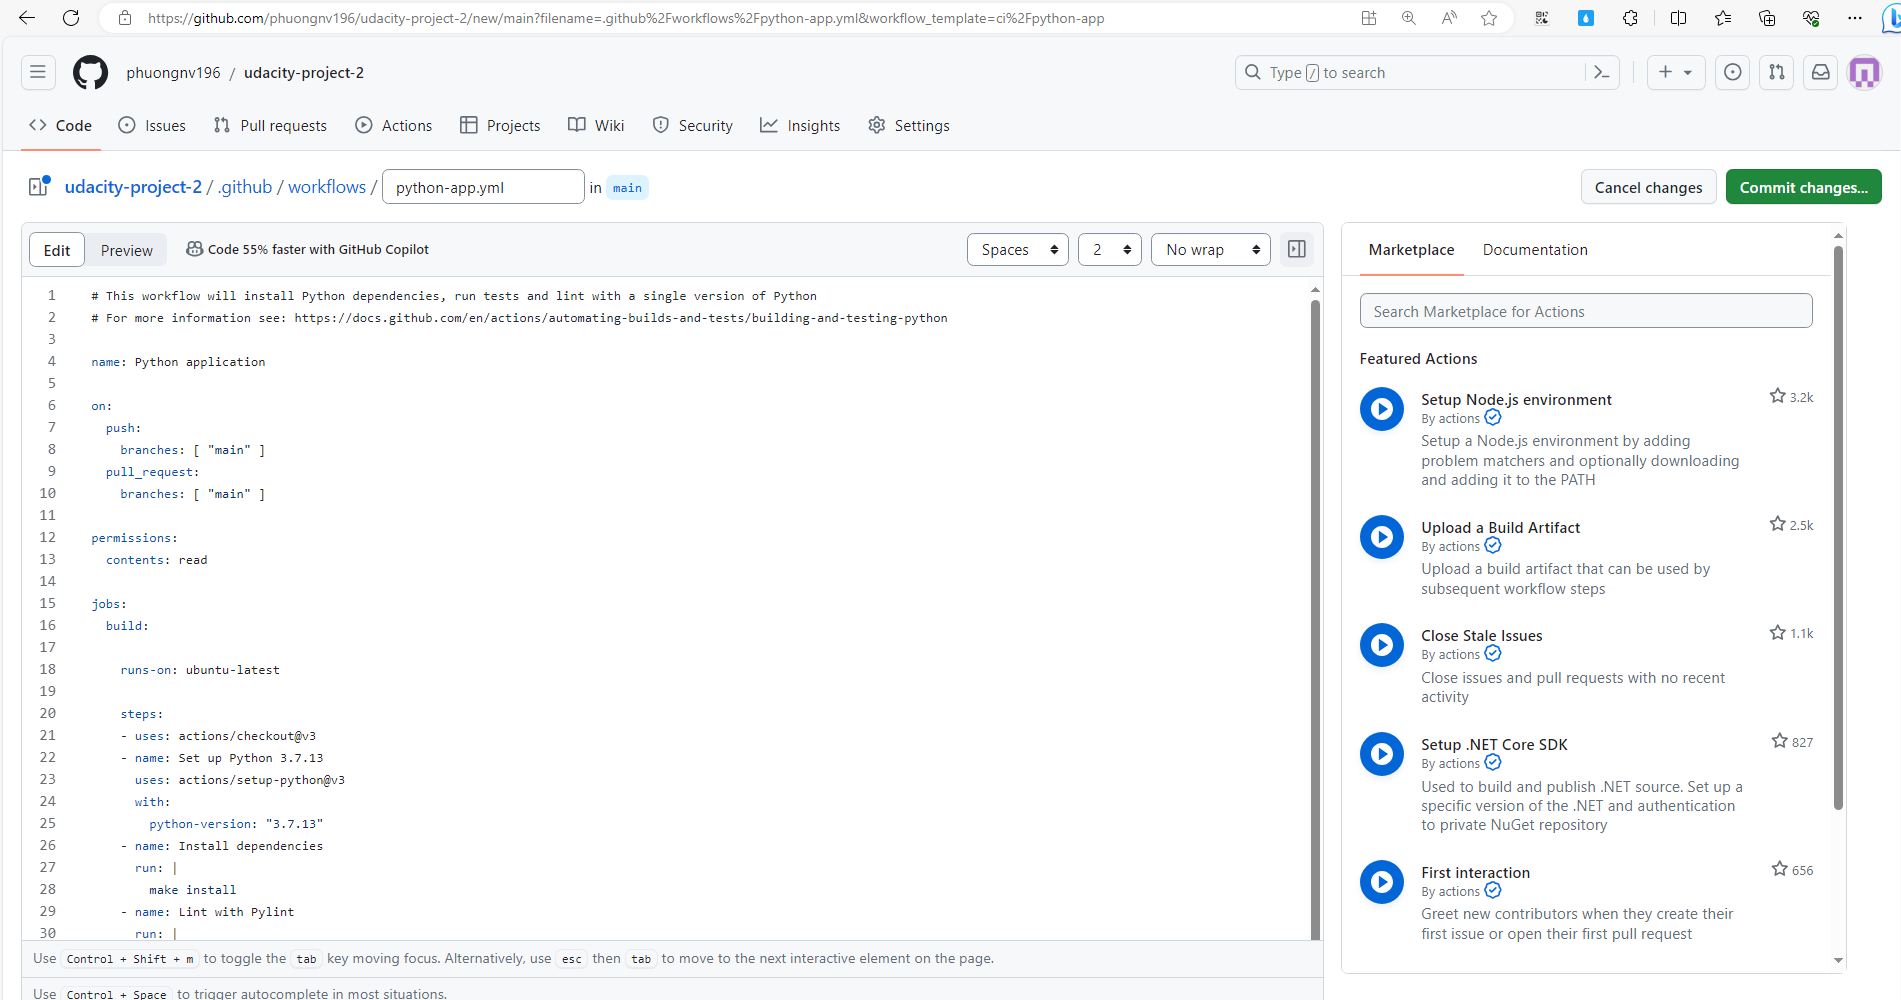 https://github.com/phuongnv196/udacity-project-2/new/main?filename=.github%2Fworkflows%2Fpython-app.yml&workflow_template=ci%2Fpython-app
phuongnv196 / udacity-project-2
Type / to search
Code Issues Pull requests Actions Projects Wiki Security Insights Settings
udacity-project-2 / .github / workflows / python-app.yml in main
Cancel changes Commit changes...
Edit Preview Code 55% faster with GitHub Copilot Spaces 2 No wrap
1 # This workflow will install Python dependencies, run tests and lint with a single version of Python
2 # For more information see: https://docs.github.com/en/actions/automating-builds-and-tests/building-and-testing-python
3
4 name: Python application
5
6 on:
7 push:
8 branches: [ "main" ]
9 pull_request:
10 branches: [ "main" ]
11
12 permissions:
13 contents: read
14
15 jobs:
16 build:
17
18 runs-on: ubuntu-latest
19
20 steps:
21 - uses: actions/checkout@v3
22 - name: Set up Python 3.7.13
23 uses: actions/setup-python@v3
24 with:
25 python-version: "3.7.13"
26 - name: Install dependencies
27 run: |
28 make install
29 - name: Lint with Pylint
30 run: |
Use Control + Shift + m to toggle the tab key moving focus. Alternatively, use esc then tab to move to the next interactive element on the page.
Use Control + Space to trigger autocomplete in most situations.
Marketplace Documentation
Search Marketplace for Actions
Featured Actions
Setup Node.js environment 3.2k
By actions
Setup a Node.js environment by adding
problem matchers and optionally downloading
and adding it to the PATH
Upload a Build Artifact 2.5k
By actions
Upload a build artifact that can be used by
subsequent workflow steps
Close Stale Issues 1.1k
By actions
Close issues and pull requests with no recent
activity
Setup .NET Core SDK 827
By actions
Used to build and publish .NET source. Set up a
specific version of the .NET and authentication
to private NuGet repository
First interaction 656
By actions
Greet new contributors when they create their
first issue or open their first pull request